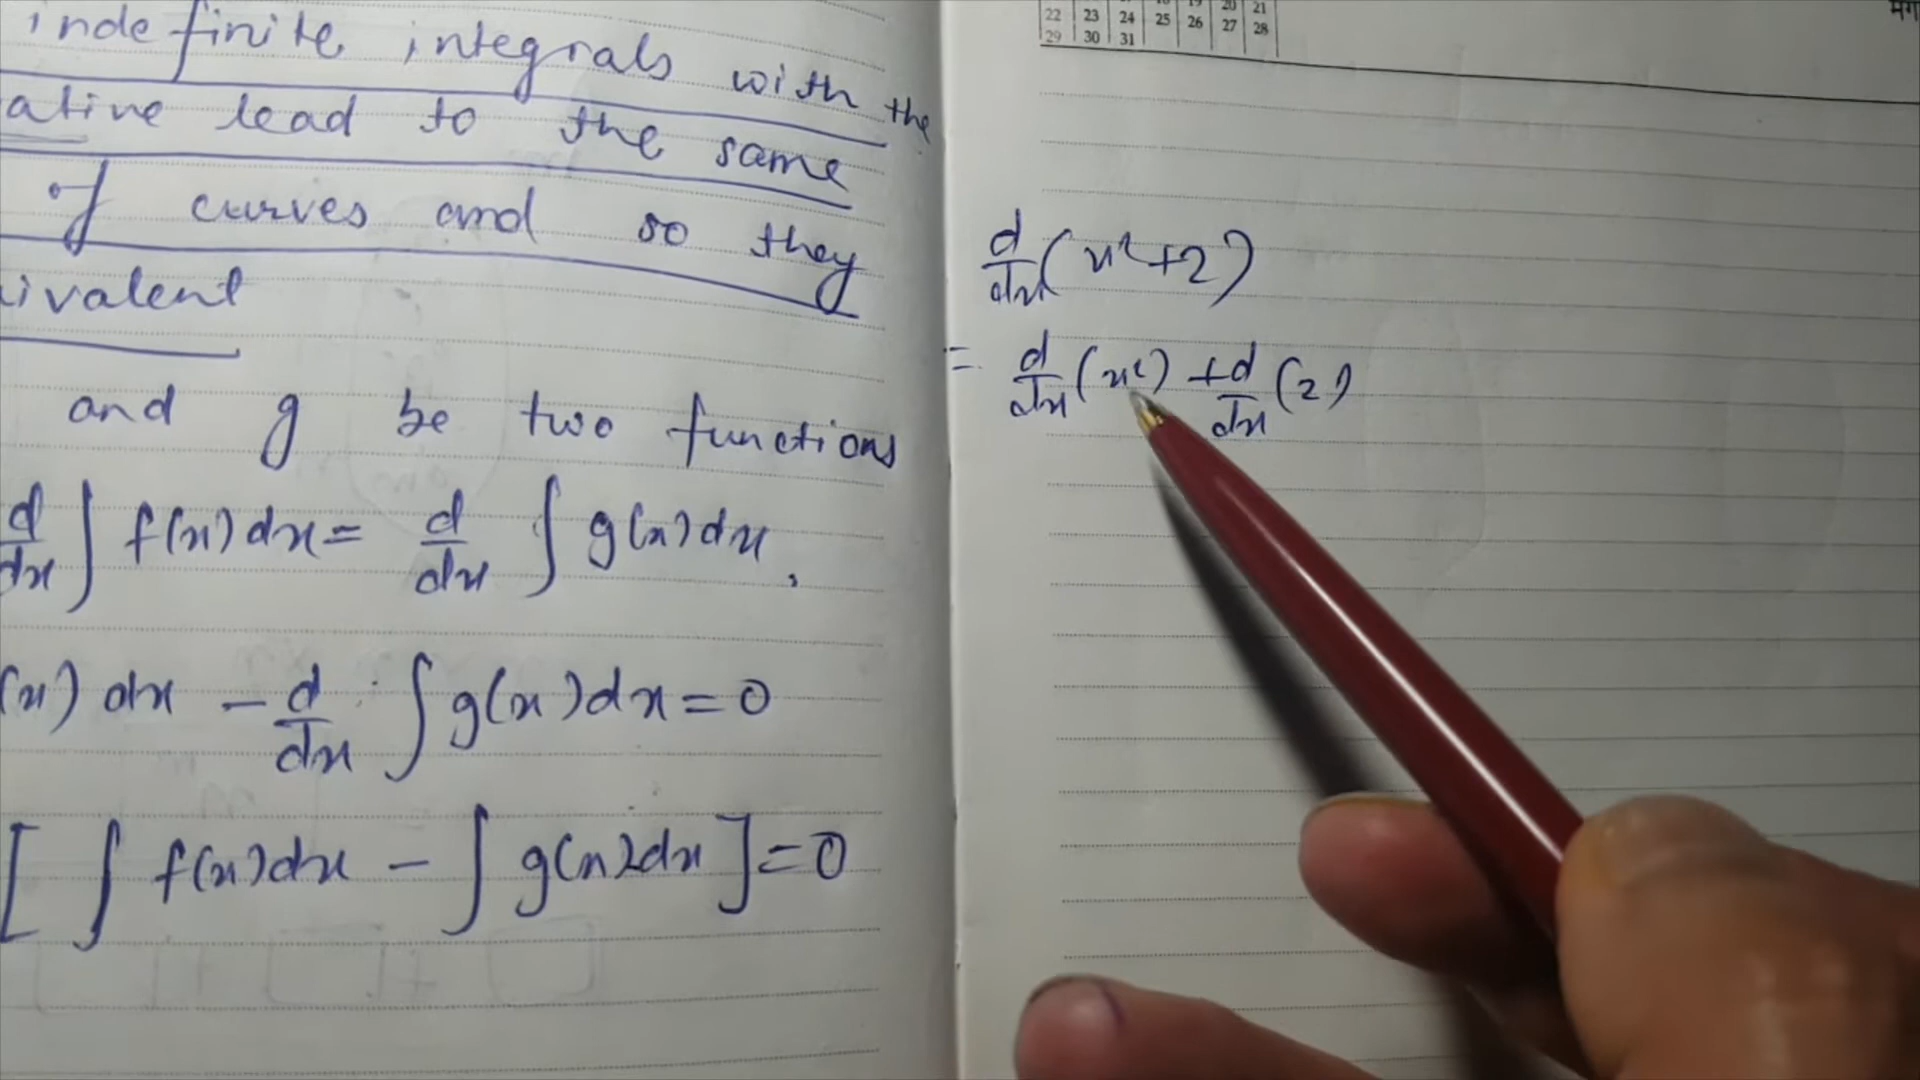 indefinite integrals with the
ative lead to the same
of curves and so they
ivalent
and g be two functions
d/dx ∫ f(x) dx = d/dx ∫ g(x) dx,
(x) dx - d/dx ∫ g(x) dx = 0
[ ∫ f(x) dx - ∫ g(x) dx ] = 0
20 21
22 23 24 25 26 27 28
29 30 31
d/dx (x² + 2)
= d/dx (x²) + d/dx (2)